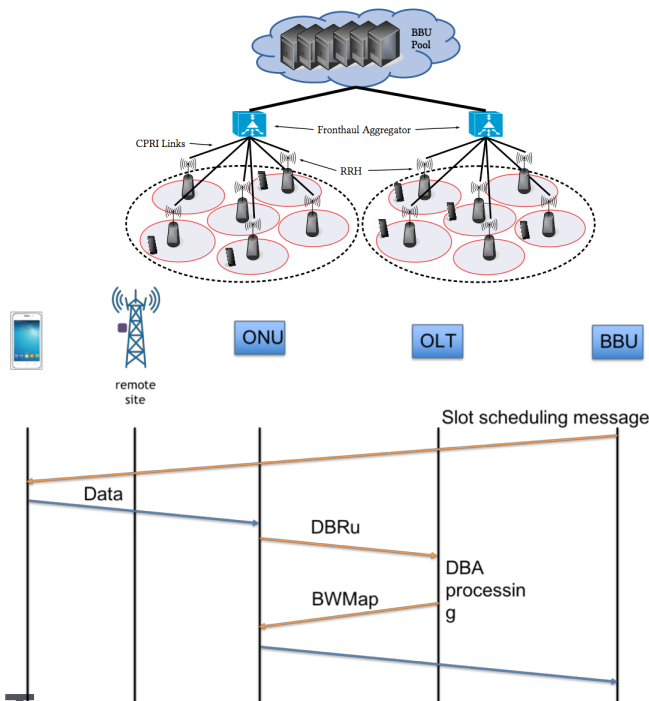 BBU
Pool
Fronthaul Aggregator
CPRI Links
RRH
ONU
OLT
BBU
remote
site
Slot scheduling message
Data
DBRu
DBA
processin
g
BWMap